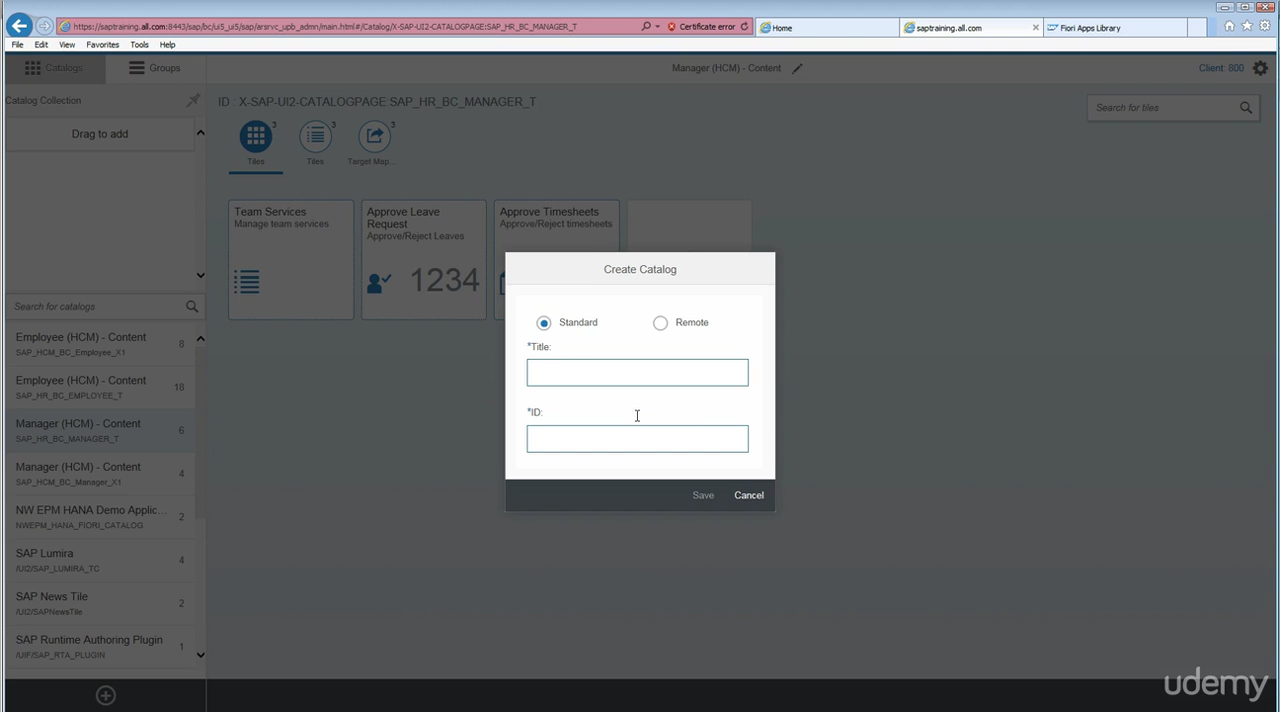 https://saptraining.all.com:8443/sap/bc/ui5_ui5/sap/arsrvc_upb_admn/main.html#/Catalog/X-SAP-UI2-CATALOGPAGE:SAP_HR_BC_MANAGER_T
Certificate error
Home
saptraining.all.com
Fiori Apps Library
File Edit View Favorites Tools Help
Catalogs
Groups
Manager (HCM) - Content
Client: 800
Catalog Collection
ID : X-SAP-UI2-CATALOGPAGE:SAP_HR_BC_MANAGER_T
Search for tiles
Drag to add
3
3
3
Tiles
Tiles
Target Map...
Team Services
Manage team services
Approve Leave
Request
Approve/Reject Leaves
1234
Approve Timesheets
Approve/Reject timesheets
Create Catalog
Standard
Remote
*Title:
*ID:
Save
Cancel
Search for catalogs
Employee (HCM) - Content
SAP_HCM_BC_Employee_X1
8
Employee (HCM) - Content
SAP_HR_BC_EMPLOYEE_T
18
Manager (HCM) - Content
SAP_HR_BC_MANAGER_T
6
Manager (HCM) - Content
SAP_HCM_BC_Manager_X1
4
NW EPM HANA Demo Applic...
NWEPM_HANA_FIORI_CATALOG
2
SAP Lumira
/UI2/SAP_LUMIRA_TC
4
SAP News Tile
/UI2/SAPNewsTile
2
SAP Runtime Authoring Plugin
/UIF/SAP_RTA_PLUGIN
1
udemy